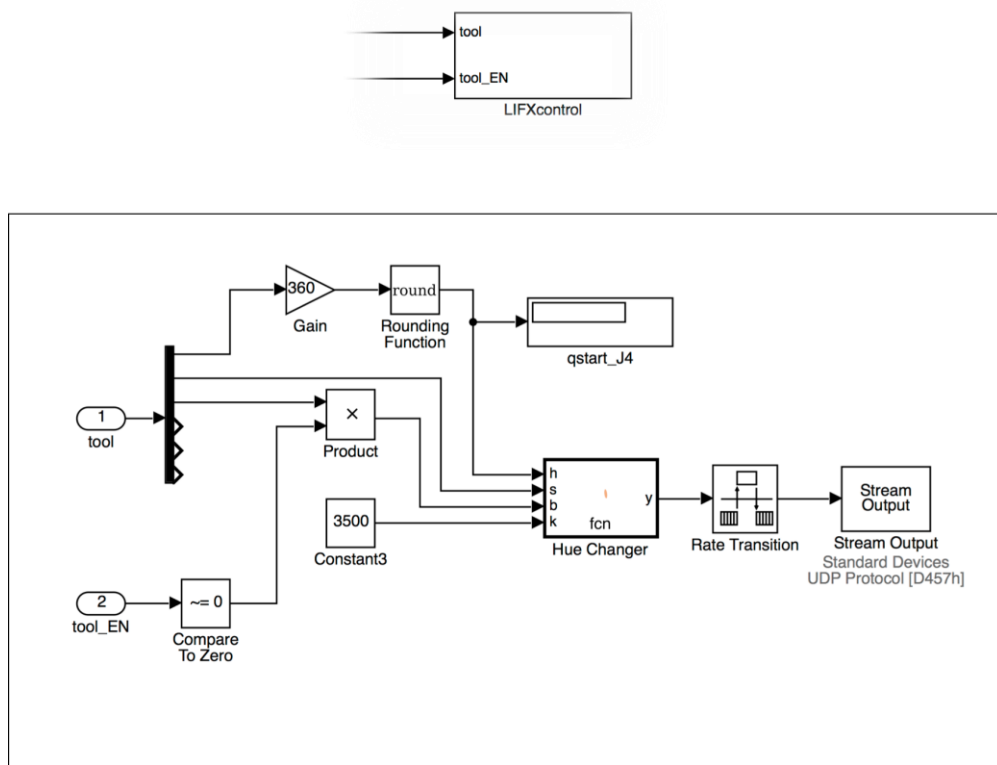 tool
tool_EN
LIFXcontrol
360
Gain
round
Rounding
Function
qstart_J4
1
tool
×
Product
3500
Constant3
h
s
b
k
fcn
y
Hue Changer
Rate Transition
Stream
Output
Stream Output
Standard Devices
UDP Protocol [D457h]
2
tool_EN
~= 0
Compare
To Zero